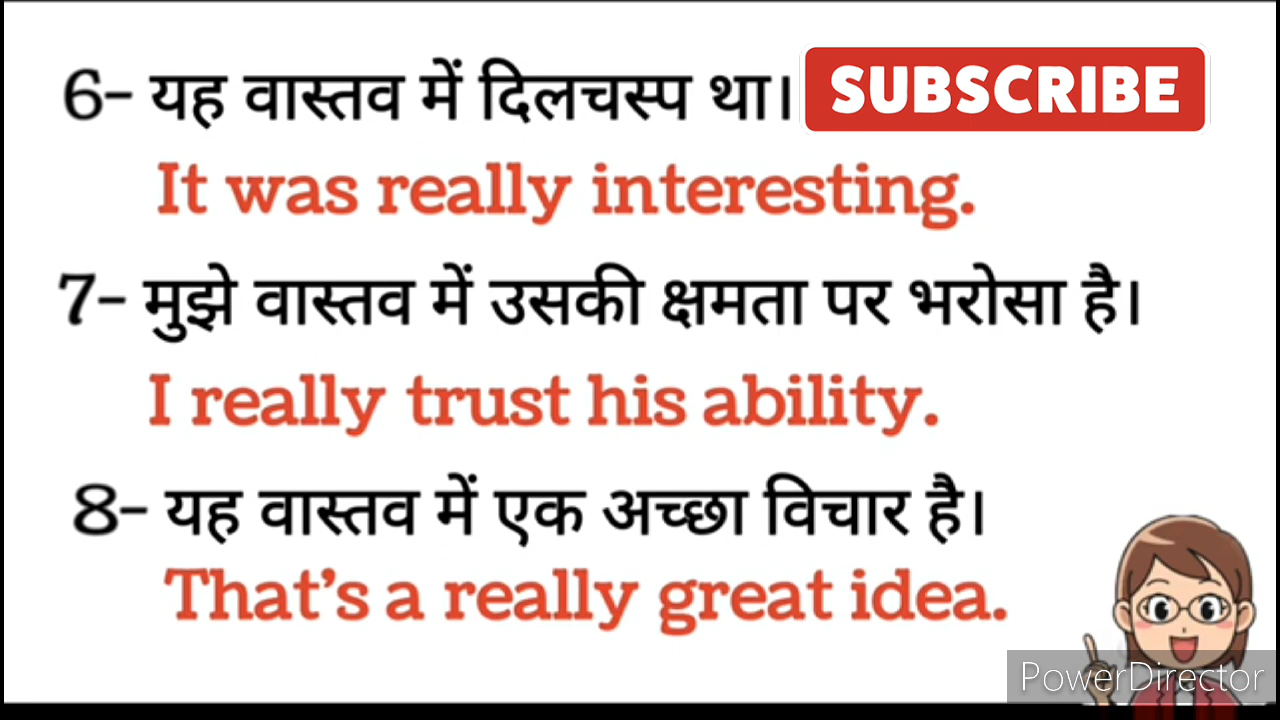 6- यह वास्तव में दिलचस्प था।
SUBSCRIBE
It was really interesting.
7- मुझे वास्तव में उसकी क्षमता पर भरोसा है।
I really trust his ability.
8- यह वास्तव में एक अच्छा विचार है।
That's a really great idea.
PowerDirector